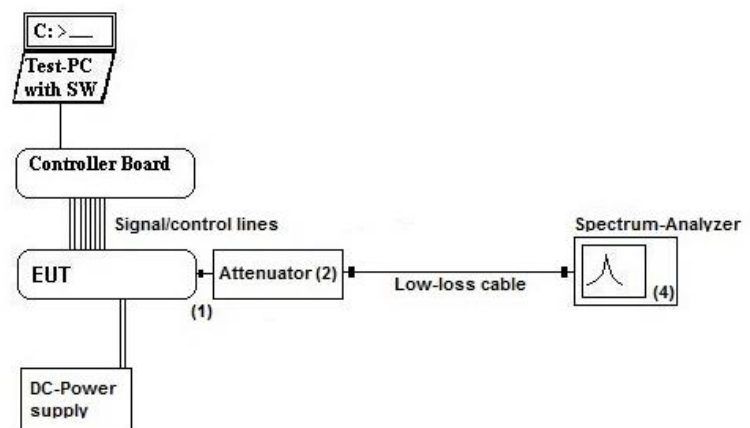 C:>__
Test-PC
with SW
Controller Board
Signal/control lines
Spectrum-Analyzer
EUT
Attenuator (2)
Low-loss cable
(4)
(1)
DC-Power
supply